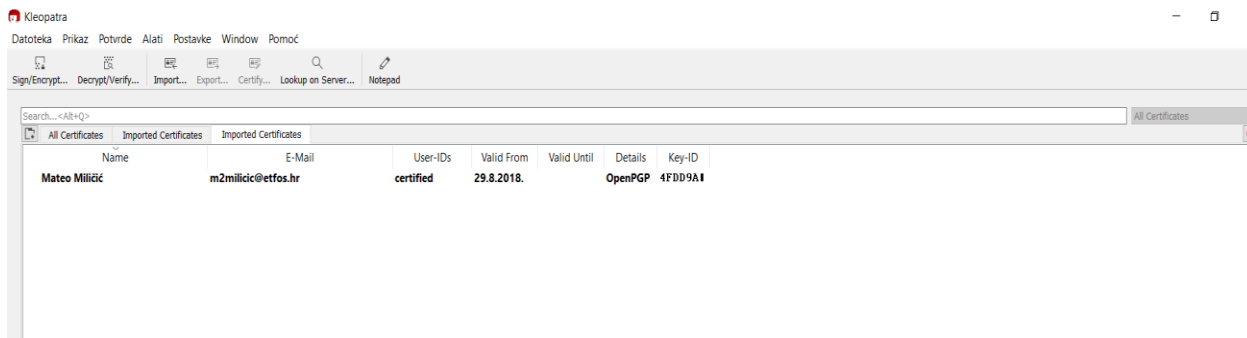 Kleopatra
Datoteka Prikaz Potvrde Alati Postavke Window Pomoć
Sign/Encrypt... Decrypt/Verify... Import... Export... Certify... Lookup on Server... Notepad
Search...<Alt+Q> All Certificates
All Certificates Imported Certificates Imported Certificates
Name E-Mail User-IDs Valid From Valid Until Details Key-ID
Mateo Miličić m2milicic@etfos.hr certified 29.8.2018. OpenPGP